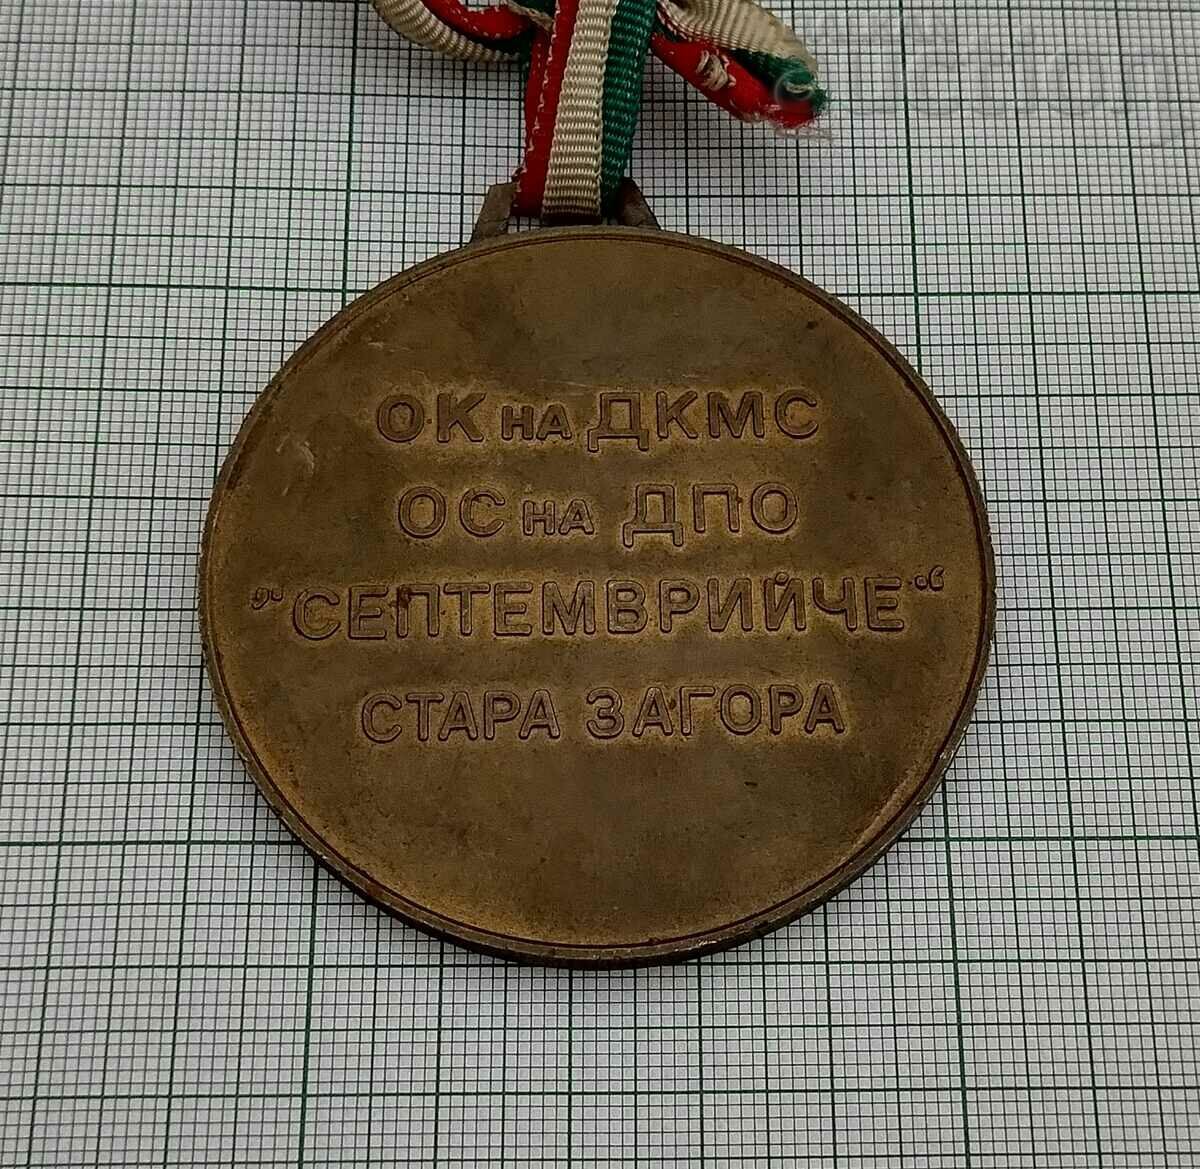 ОК на ДКМС
ОС на ДПО
„СЕПТЕМВРИЙЧЕ“
СТАРА ЗАГОРА